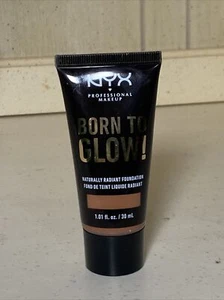 NYX
PROFESSIONAL
MAKEUP
BORN TO
GLOW!
NATURALLY RADIANT FOUNDATION
FOND DE TEINT LIQUIDE RADIANT
1.01 fl. oz. / 30 mL